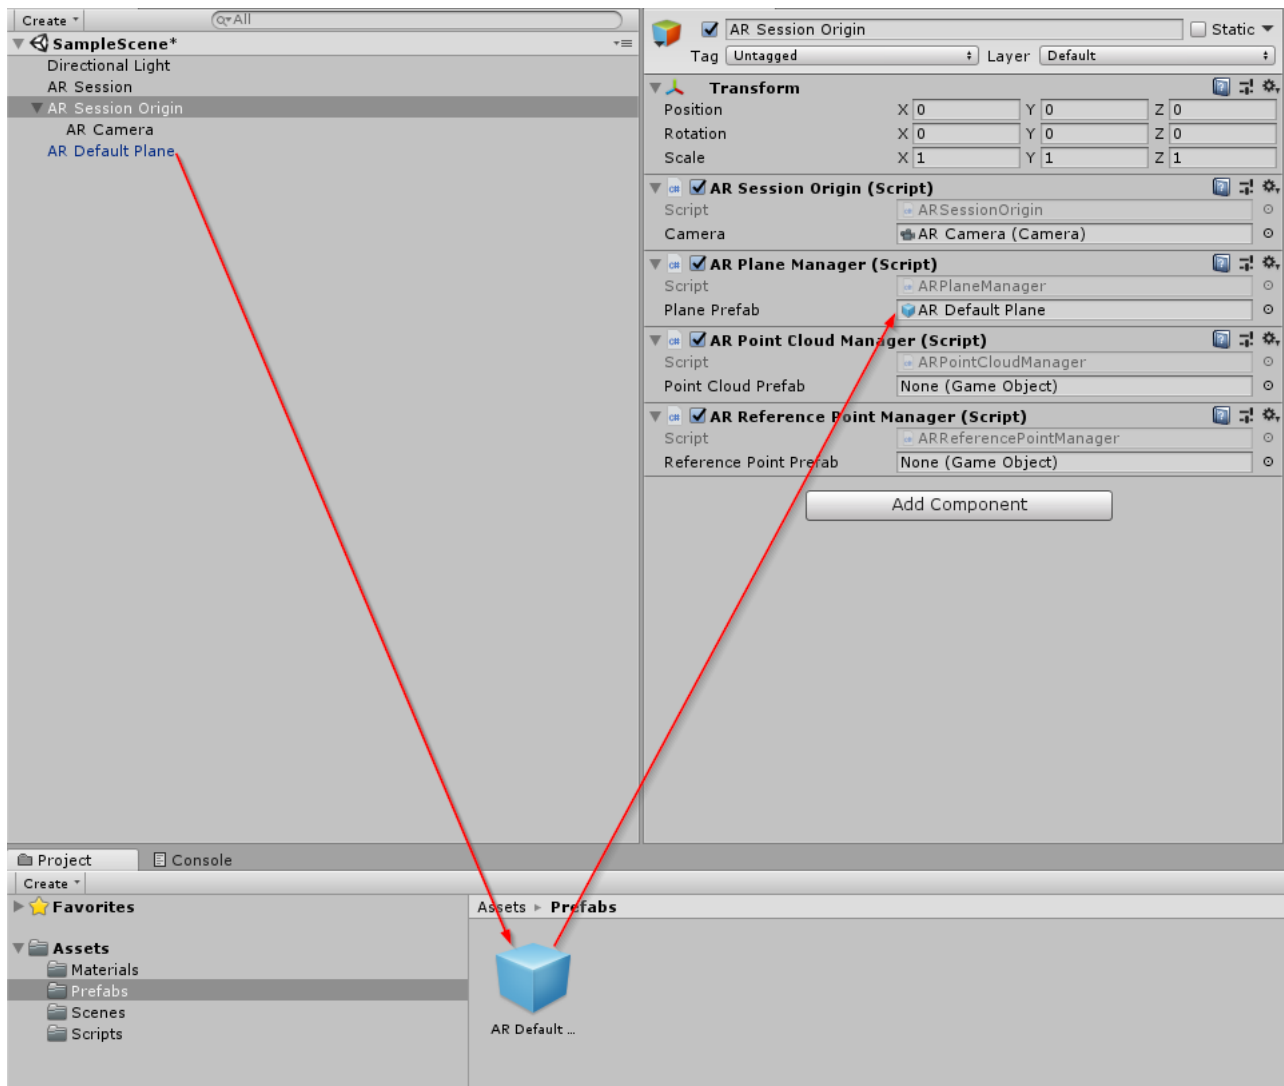 Create
All
SampleScene*
Directional Light
AR Session
AR Session Origin
AR Camera
AR Default Plane
AR Session Origin
Static
Tag Untagged Layer Default
Transform
Position X 0 Y 0 Z 0
Rotation X 0 Y 0 Z 0
Scale X 1 Y 1 Z 1
C# AR Session Origin (Script)
Script ARSessionOrigin
Camera AR Camera (Camera)
C# AR Plane Manager (Script)
Script ARPlaneManager
Plane Prefab AR Default Plane
C# AR Point Cloud Manager (Script)
Script ARPointCloudManager
Point Cloud Prefab None (Game Object)
C# AR Reference Point Manager (Script)
Script ARReferencePointManager
Reference Point Prefab None (Game Object)
Add Component
Project Console
Create
Favorites
Assets
Materials
Prefabs
Scenes
Scripts
Assets Prefabs
AR Default ...